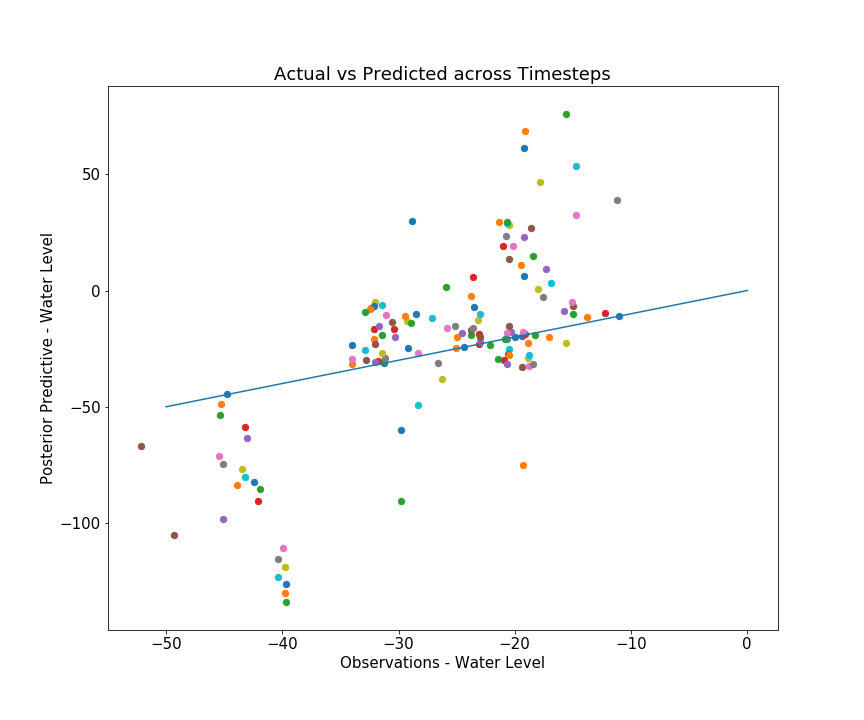 Actual vs Predicted across Timesteps
Posterior Predictive - Water Level
50
0
−50
−100
−50 −40 −30 −20 −10 0
Observations - Water Level